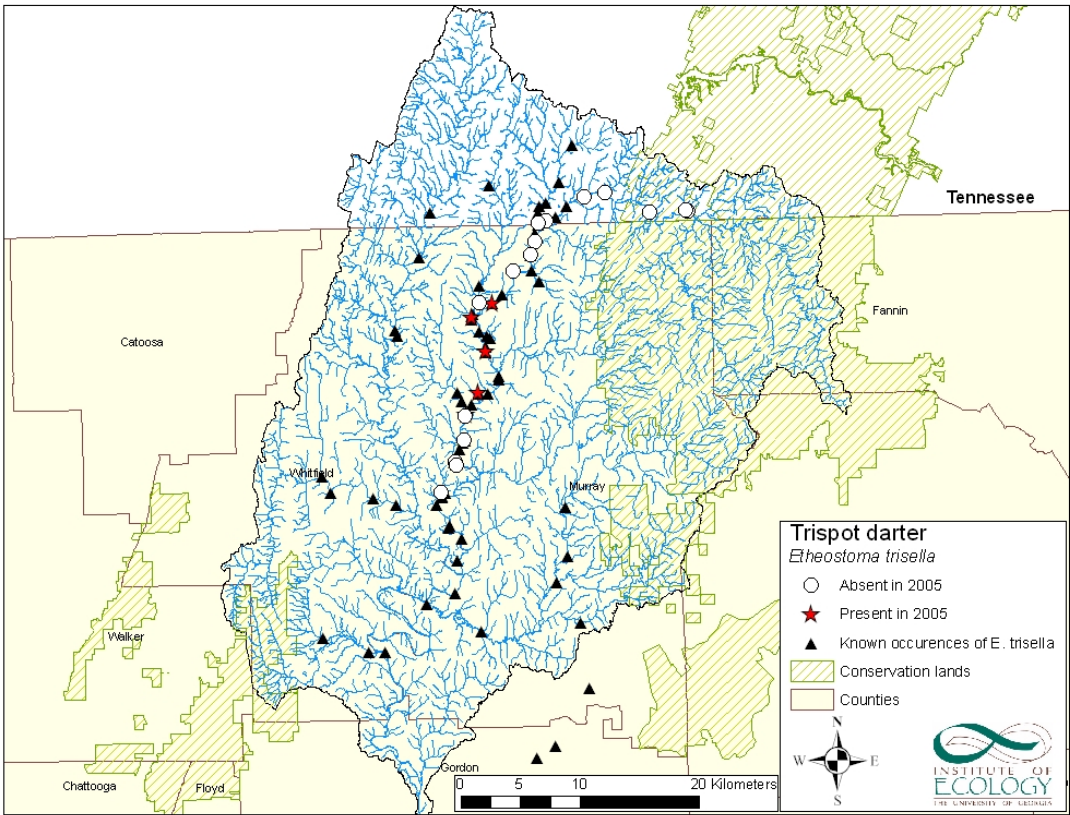 Tennessee
Fannin
Catoosa
Whitfield
Murray
Walker
Chattooga
Floyd
Gordon
Trispot darter
Etheostoma trisella
Absent in 2005
Present in 2005
Known occurences of E. trisella
Conservation lands
Counties
N
W
E
S
INSTITUTE OF
ECOLOGY
THE UNIVERSITY OF GEORGIA
0
5
10
20 Kilometers